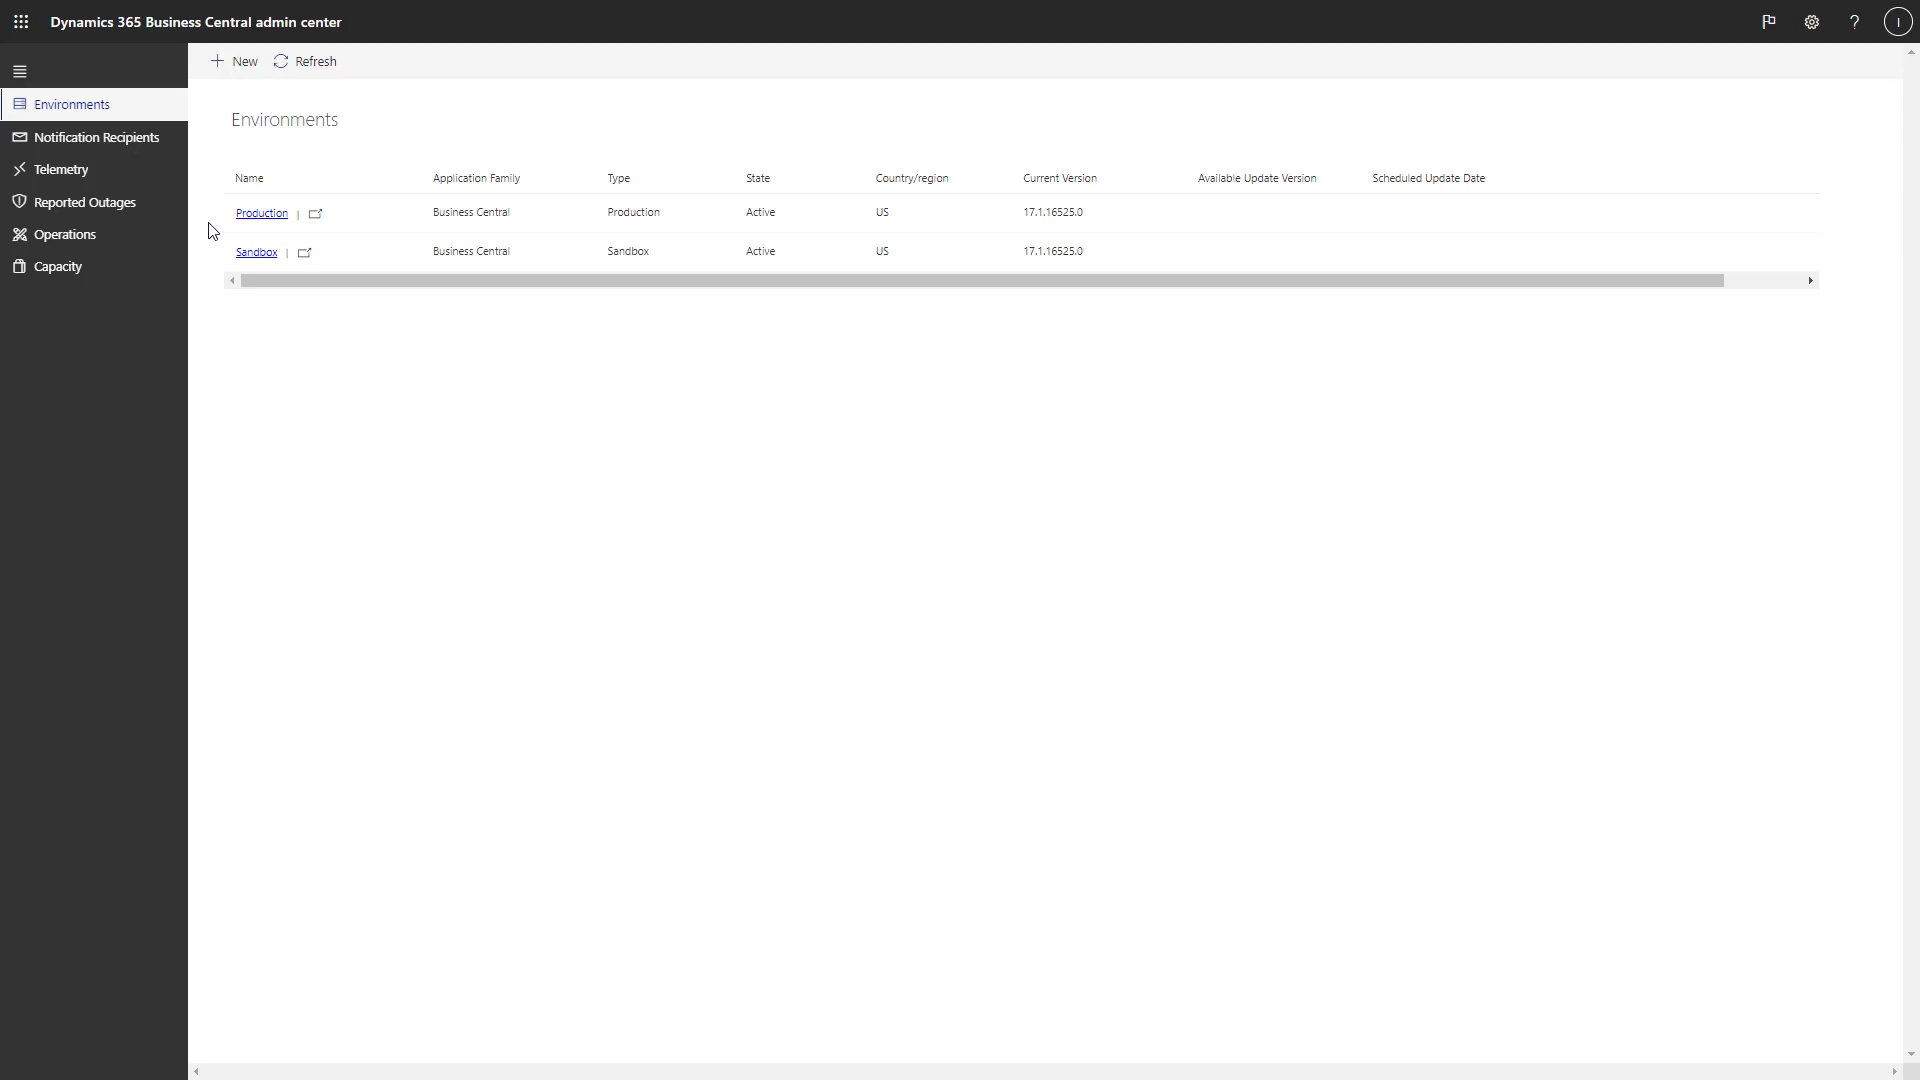 Dynamics 365 Business Central admin center
?
I
New
Refresh
Environments
Notification Recipients
Telemetry
Reported Outages
Operations
Capacity
Environments
Name Application Family Type State Country/region Current Version Available Update Version Scheduled Update Date
Production | Business Central Production Active US 17.1.16525.0
Sandbox | Business Central Sandbox Active US 17.1.16525.0